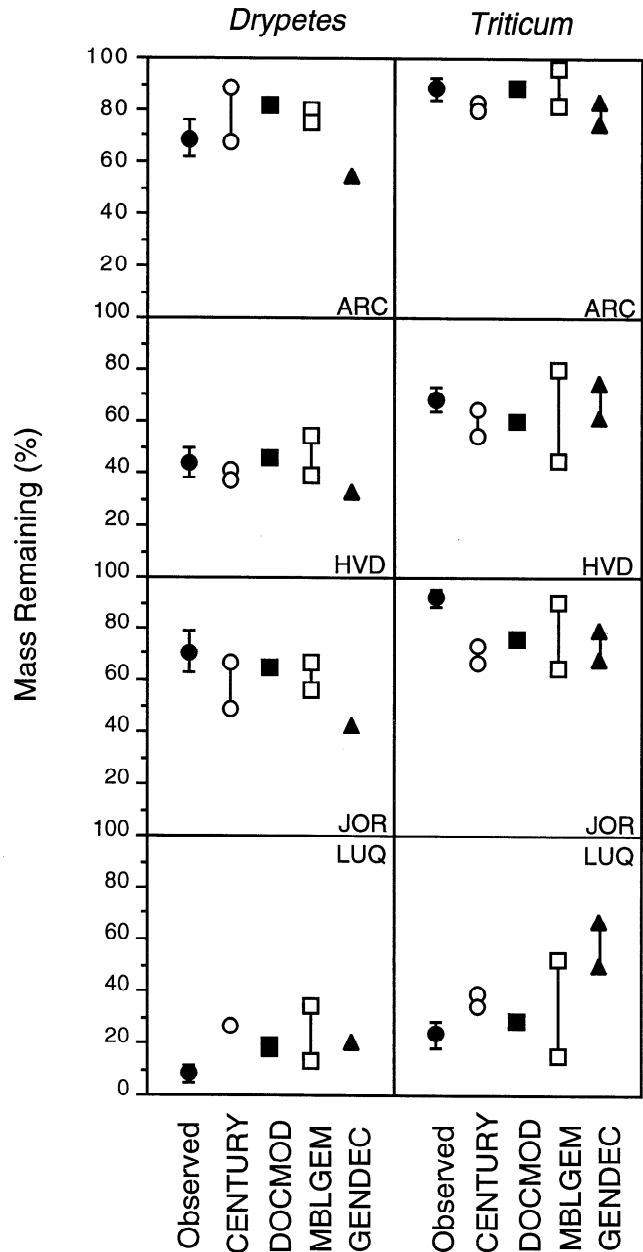 Drypetes Triticum
Mass Remaining (%)
100
80
60
40
20
ARC ARC
100
80
60
40
20
HVD HVD
100
80
60
40
20
JOR JOR
100
LUQ LUQ
80
60
40
20
0
Observed
CENTURY
DOCMOD
MBLGEM
GENDEC
Observed
CENTURY
DOCMOD
MBLGEM
GENDEC